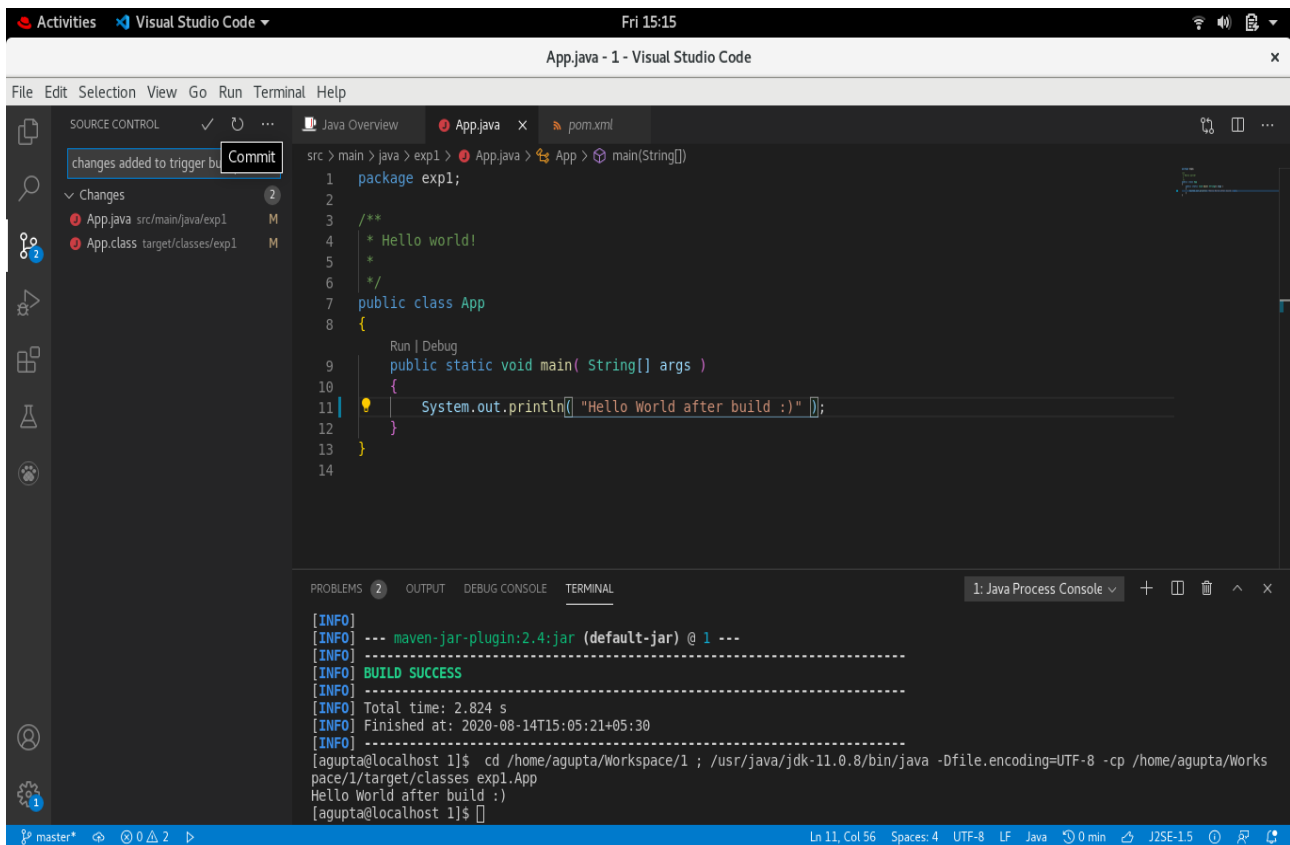 Activities Visual Studio Code Fri 15:15
App.java - 1 - Visual Studio Code
File Edit Selection View Go Run Terminal Help
SOURCE CONTROL
changes added to trigger
Commit
Changes 2
App.java src/main/java/exp1 M
App.class target/classes/exp1 M
2
1
Java Overview App.java pom.xml
src > main > java > exp1 > App.java > App > main(String[])
1 package exp1;
2
3 /**
4 * Hello world!
5 *
6 */
7 public class App
8 {
Run | Debug
9 public static void main( String[] args )
10 {
11 System.out.println( "Hello World after build :)" );
12 }
13 }
14
PROBLEMS 2 OUTPUT DEBUG CONSOLE TERMINAL 1: Java Process Console
[INFO]
[INFO] --- maven-jar-plugin:2.4:jar (default-jar) @ 1 ---
[INFO] ------------------------------------------------------------------------
[INFO] BUILD SUCCESS
[INFO] ------------------------------------------------------------------------
[INFO] Total time: 2.824 s
[INFO] Finished at: 2020-08-14T15:05:21+05:30
[INFO] ------------------------------------------------------------------------
[agupta@localhost 1]$ cd /home/agupta/Workspace/1 ; /usr/java/jdk-11.0.8/bin/java -Dfile.encoding=UTF-8 -cp /home/agupta/Works
pace/1/target/classes exp1.App
Hello World after build :)
[agupta@localhost 1]$
master* 0 2 Ln 11, Col 56 Spaces: 4 UTF-8 LF Java 0 min J2SE-1.5